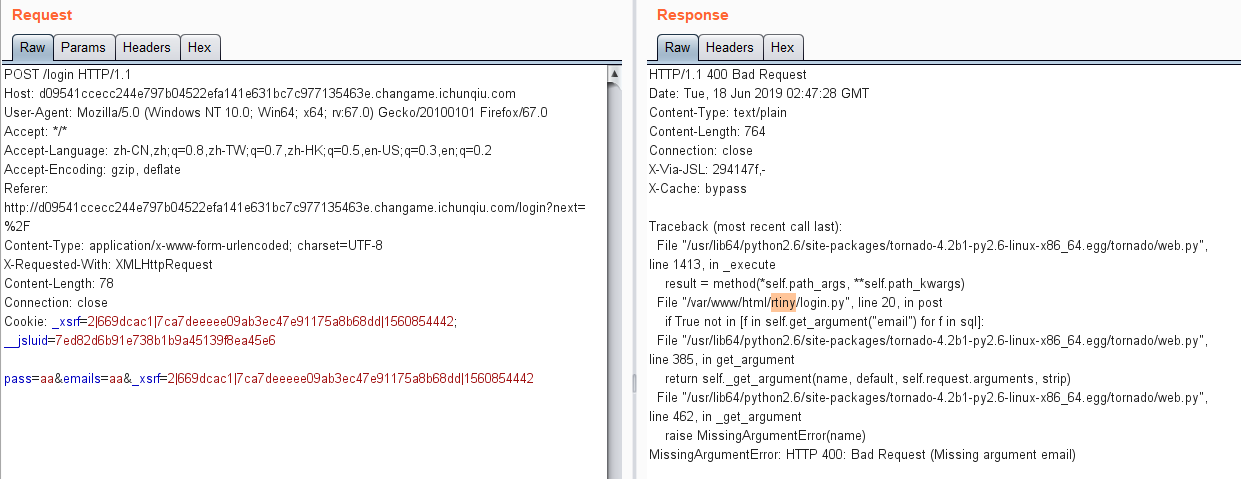 Request
Raw Params Headers Hex
POST /login HTTP/1.1
Host: d09541ccecc244e797b04522efa141e631bc7c977135463e.changame.ichunqiu.com
User-Agent: Mozilla/5.0 (Windows NT 10.0; Win64; x64; rv:67.0) Gecko/20100101 Firefox/67.0
Accept: */*
Accept-Language: zh-CN,zh;q=0.8,zh-TW;q=0.7,zh-HK;q=0.5,en-US;q=0.3,en;q=0.2
Accept-Encoding: gzip, deflate
Referer:
http://d09541ccecc244e797b04522efa141e631bc7c977135463e.changame.ichunqiu.com/login?next=
%2F
Content-Type: application/x-www-form-urlencoded; charset=UTF-8
X-Requested-With: XMLHttpRequest
Content-Length: 78
Connection: close
Cookie: _xsrf=2|669dcac1|7ca7deeeee09ab3ec47e91175a8b68dd|1560854442;
__jsluid=7ed82d6b91e738b1b9a45139f8ea45e6
pass=aa&emails=aa&_xsrf=2|669dcac1|7ca7deeeee09ab3ec47e91175a8b68dd|1560854442
Response
Raw Headers Hex
HTTP/1.1 400 Bad Request
Date: Tue, 18 Jun 2019 02:47:28 GMT
Content-Type: text/plain
Content-Length: 764
Connection: close
X-Via-JSL: 294147f,-
X-Cache: bypass
Traceback (most recent call last):
File "/usr/lib64/python2.6/site-packages/tornado-4.2b1-py2.6-linux-x86_64.egg/tornado/web.py",
line 1413, in _execute
result = method(*self.path_args, **self.path_kwargs)
File "/var/www/html/rtiny/login.py", line 20, in post
if True not in [f in self.get_argument("email") for f in sql]:
File "/usr/lib64/python2.6/site-packages/tornado-4.2b1-py2.6-linux-x86_64.egg/tornado/web.py",
line 385, in get_argument
return self._get_argument(name, default, self.request.arguments, strip)
File "/usr/lib64/python2.6/site-packages/tornado-4.2b1-py2.6-linux-x86_64.egg/tornado/web.py",
line 462, in _get_argument
raise MissingArgumentError(name)
MissingArgumentError: HTTP 400: Bad Request (Missing argument email)